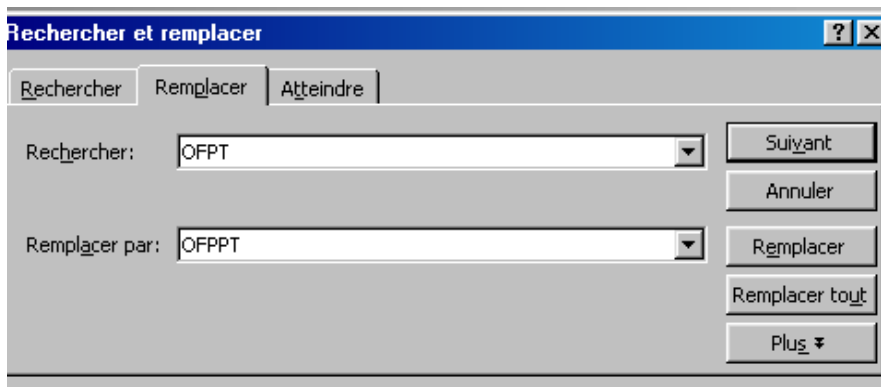 Rechercher et remplacer
Rechercher Remplacer Atteindre
Rechercher: OFPT Suivant
Annuler
Remplacer par: OFPPT Remplacer
Remplacer tout
Plus